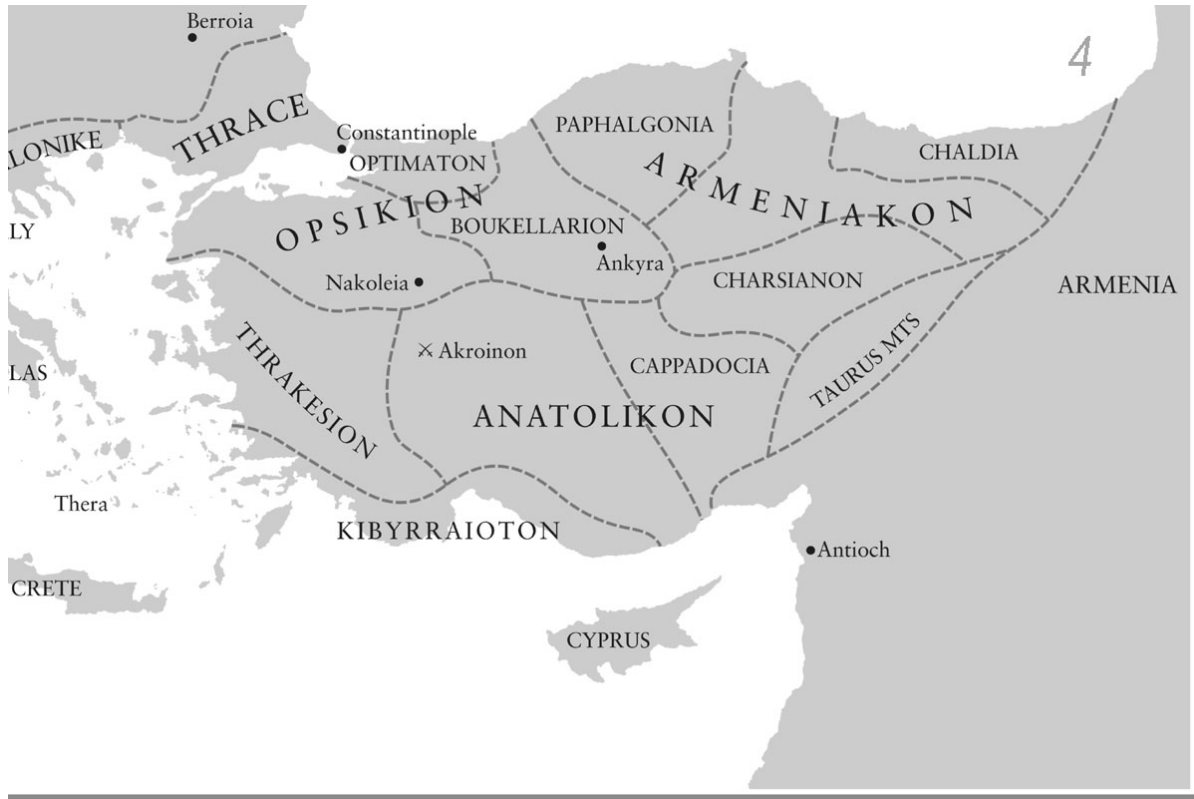 Berroia
4
THRACE
Constantinople
PAPHALGONIA
LONIKE
OPTIMATON
CHALDIA
ARMENIAKON
OPSIKION
BOUKELLARION
LY
Ankyra
Nakoleia
CHARSIANON
ARMENIA
THRAKESION
Akroinon
CAPPADOCIA
TAURUS MTS
LAS
ANATOLIKON
Thera
KIBYRRAIOTON
Antioch
CRETE
CYPRUS